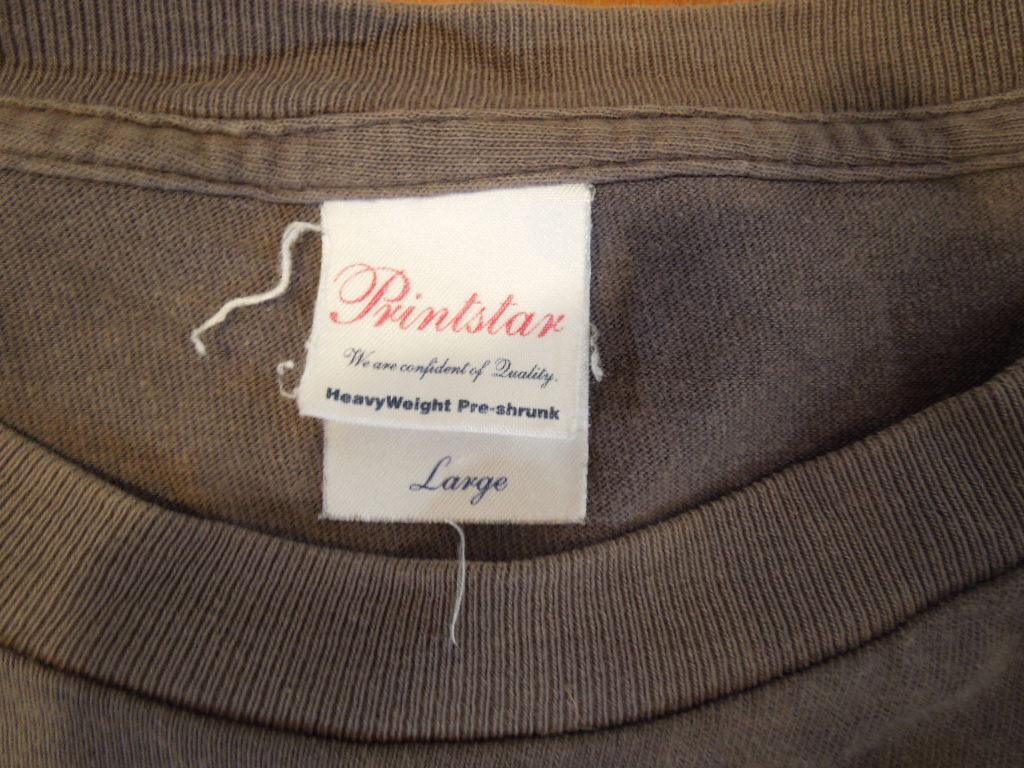 Printstar
We are confident of Quality.
HeavyWeight Pre-shrunk
Large